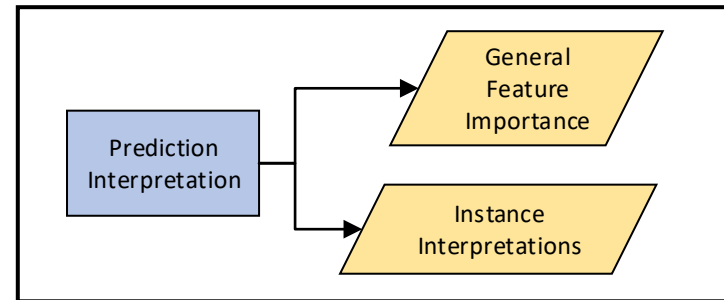 Prediction
Interpretation
General
Feature
Importance
Instance
Interpretations